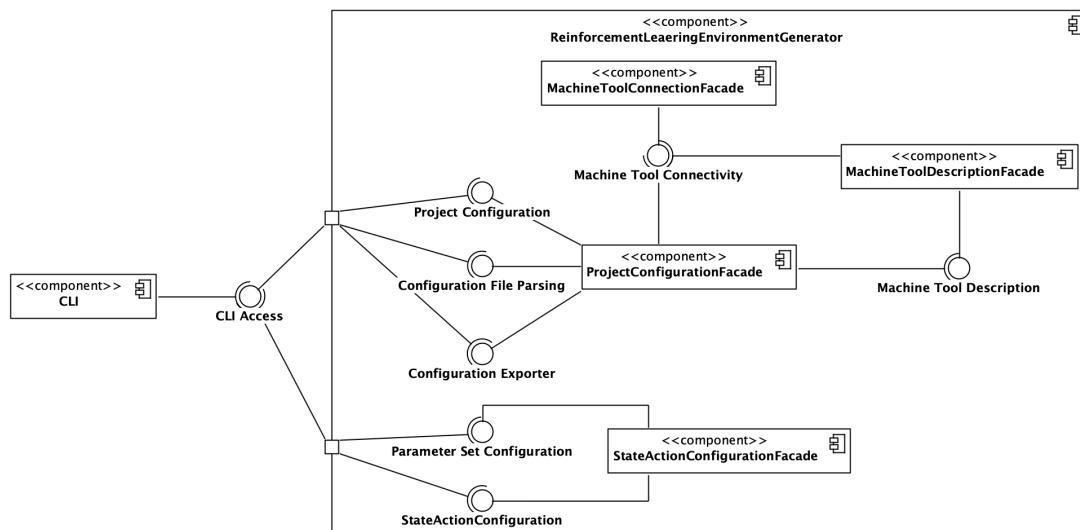 <<component>>
ReinforcementLeaeringEnvironmentGenerator
<<component>>
MachineToolConnectionFacade
<<component>>
MachineToolDescriptionFacade
Machine Tool Connectivity
Project Configuration
<<component>>
ProjectConfigurationFacade
Configuration File Parsing
Machine Tool Description
<<component>>
CLI
CLI Access
Configuration Exporter
<<component>>
StateActionConfigurationFacade
Parameter Set Configuration
StateActionConfiguration